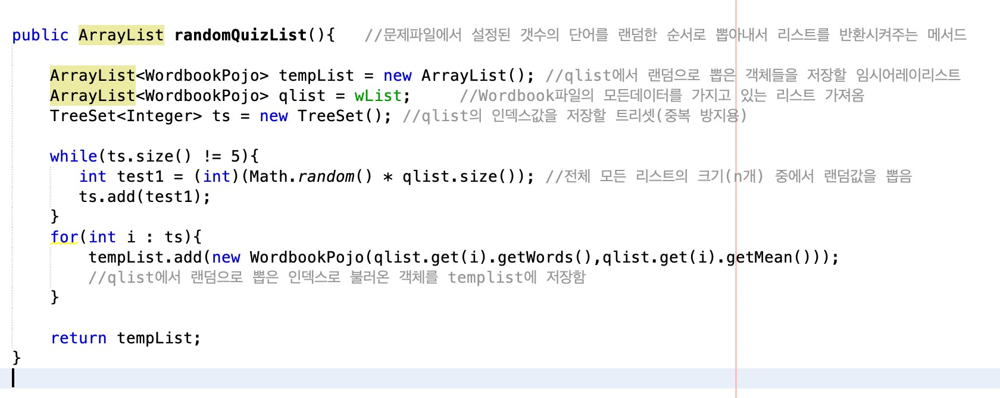 public ArrayList randomQuizList(){   //문제파일에서 설정된 갯수의 단어를 랜덤한 순서로 뽑아내서 리스트를 반환시켜주는 메서드
    ArrayList<WordbookPojo> tempList = new ArrayList(); //qlist에서 랜덤으로 뽑은 객체들을 저장할 임시어레이리스트
    ArrayList<WordbookPojo> qlist = wList;     //Wordbook파일의 모든데이터를 가지고 있는 리스트 가져옴
    TreeSet<Integer> ts = new TreeSet(); //qlist의 인덱스값을 저장할 트리셋(중복 방지용)
    while(ts.size() != 5){
       int test1 = (int)(Math.random() * qlist.size()); //전체 모든 리스트의 크기(n개) 중에서 랜덤값을 뽑음
       ts.add(test1);
    }
    for(int i : ts){
        tempList.add(new WordbookPojo(qlist.get(i).getWords(),qlist.get(i).getMean()));
        //qlist에서 랜덤으로 뽑은 인덱스로 불러온 객체를 templist에 저장함
    }
    return tempList;
}